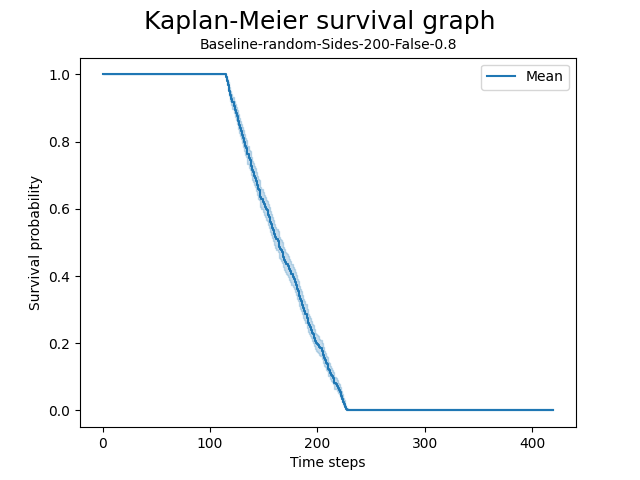 Kaplan-Meier survival graph
Baseline-random-Sides-200-False-0.8
Mean
1.0
0.8
0.6
0.4
0.2
0.0
Survival probability
0 100 200 300 400
Time steps